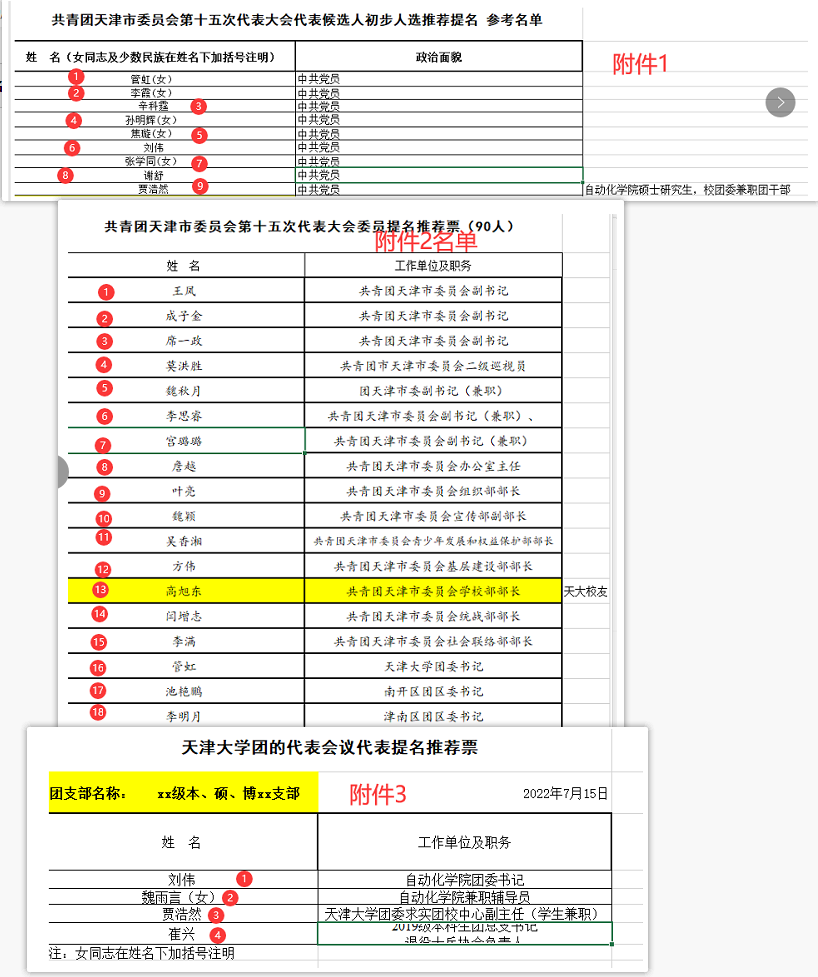 共青团天津市委员会第十五次代表大会代表候选人初步人选推荐提名 参考名单
姓 名（女同志及少数民族在姓名下加括号注明） 政治面貌
附件1
1 管虹(女) 中共党员
2 李霞(女) 中共党员
辛科霆 3 中共党员
4 孙明辉(女) 中共党员
焦璇(女) 5 中共党员
6 刘伟 中共党员
张学同(女) 7 中共党员
8 谢舒 中共党员
贾浩然 9 中共党员 自动化学院硕士研究生，校团委兼职团干部
共青团天津市委员会第十五次代表大会委员提名推荐票（90人）
附件2名单
姓 名 工作单位及职务
1 王凤 共青团天津市委员会副书记
2 成子金 共青团天津市委员会副书记
3 席一政 共青团天津市委员会副书记
4 莫洪胜 共青团市天津市委员会二级巡视员
5 魏秋月 团天津市委副书记（兼职）
6 李思睿 共青团天津市委员会副书记（兼职）、
7 宫璐璐 共青团天津市委员会副书记（兼职）
8 詹越 共青团天津市委员会办公室主任
9 叶亮 共青团天津市委员会组织部部长
10 魏颖 共青团天津市委员会宣传部副部长
11 吴香湘 共青团天津市委员会青少年发展和权益保护部部长
12 方伟 共青团天津市委员会基层建设部部长
13 高旭东 共青团天津市委员会学校部部长 天大校友
14 闫增志 共青团天津市委员会统战部部长
15 李满 共青团天津市委员会社会联络部部长
16 管虹 天津大学团委书记
17 池艳鹏 南开区团区委书记
18 李明月 津南区团区委书记
天津大学团的代表会议代表提名推荐票
团支部名称： xx级本、硕、博xx支部 附件3 2022年7月15日
姓 名 工作单位及职务
刘伟 1 自动化学院团委书记
魏雨言（女） 2 自动化学院兼职辅导员
贾浩然 3 天津大学团委求实团校中心副主任（学生兼职）
崔兴 4 2019级本科生团总支书记
退役士兵协会负责人
注：女同志在姓名下加括号注明